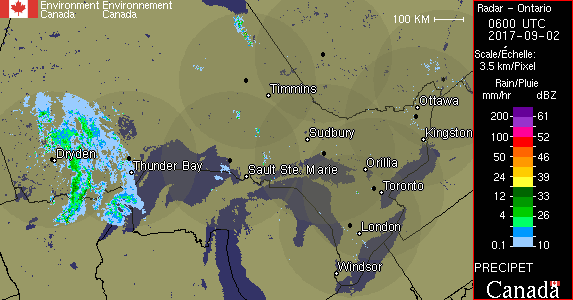 Environment Environnement
Canada Canada
100 KM
Timmins
Ottawa
Sudbury
Kingston
Dryden
Thunder Bay
Sault Ste. Marie
Orillia
Toronto
London
Windsor
Radar - Ontario
0600 UTC
2017-09-02
Scale/Échelle:
3.5 km/Pixel
Rain/Pluie
mm/hr dBZ
200 61
100 52
50 46
24 39
12 33
4 26
0.1 10
PRECIPET
Canada